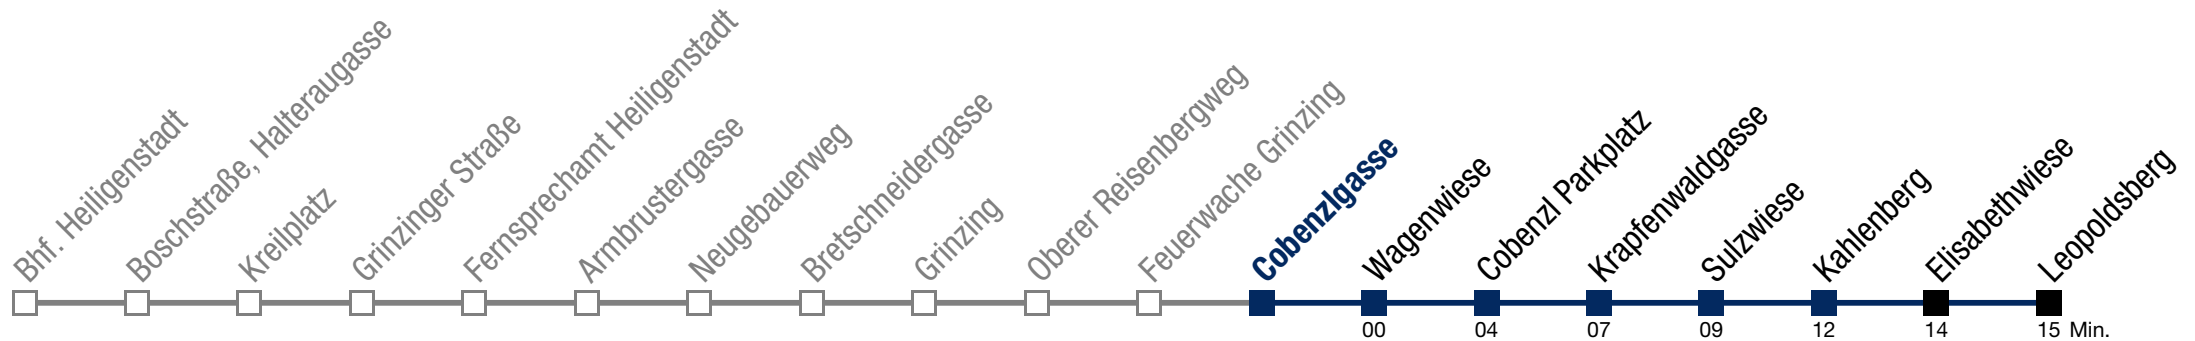 Bhf. Heiligenstadt
Boschstraße, Halteraugasse
Kreilplatz
Grinzinger Straße
Fernsprechamt Heiligenstadt
Armbrustergasse
Neugebauerweg
Bretschneidergasse
Grinzing
Oberer Reisenbergweg
Feuerwache Grinzing
Cobenzlgasse
Wagenwiese
Cobenzl Parkplatz
Krapfenwaldgasse
Sulzwiese
Kahlenberg
Elisabethwiese
Leopoldsberg
00 04 07 09 12 14 15 Min.